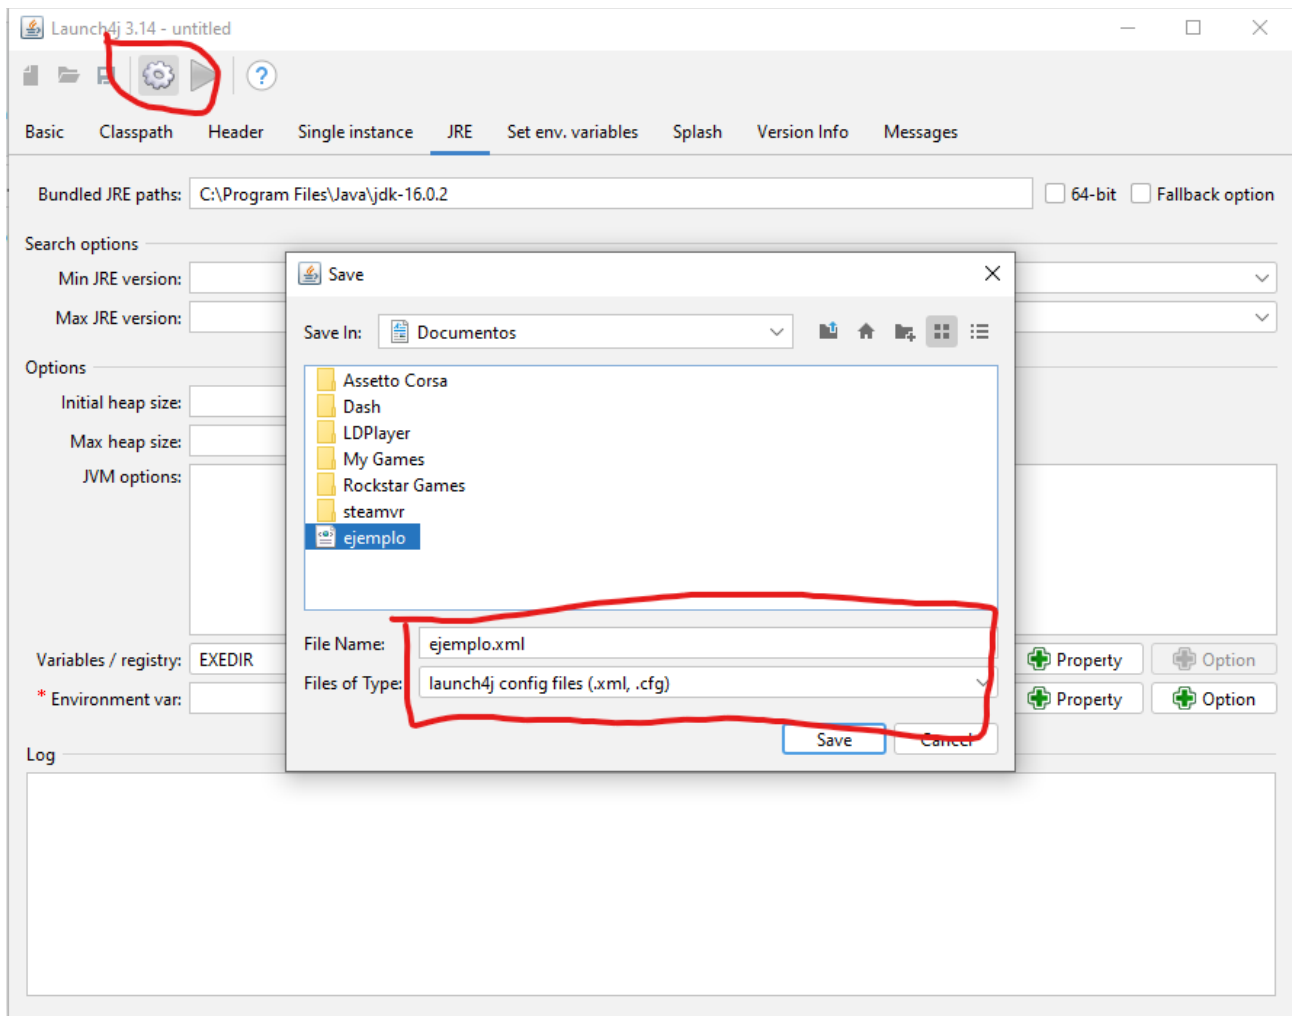 Launch4j 3.14 - untitled
Basic Classpath Header Single instance JRE Set env. variables Splash Version Info Messages
Bundled JRE paths: C:\Program Files\Java\jdk-16.0.2 64-bit Fallback option
Search options
Min JRE version:
Max JRE version:
Options
Initial heap size:
Max heap size:
JVM options:
Save
Save In: Documentos
Assetto Corsa
Dash
LDPlayer
My Games
Rockstar Games
steamvr
ejemplo
File Name: ejemplo.xml
Files of Type: launch4j config files (.xml, .cfg)
Save Cancel
Variables / registry: EXEDIR Property Option
* Environment var: Property Option
Log